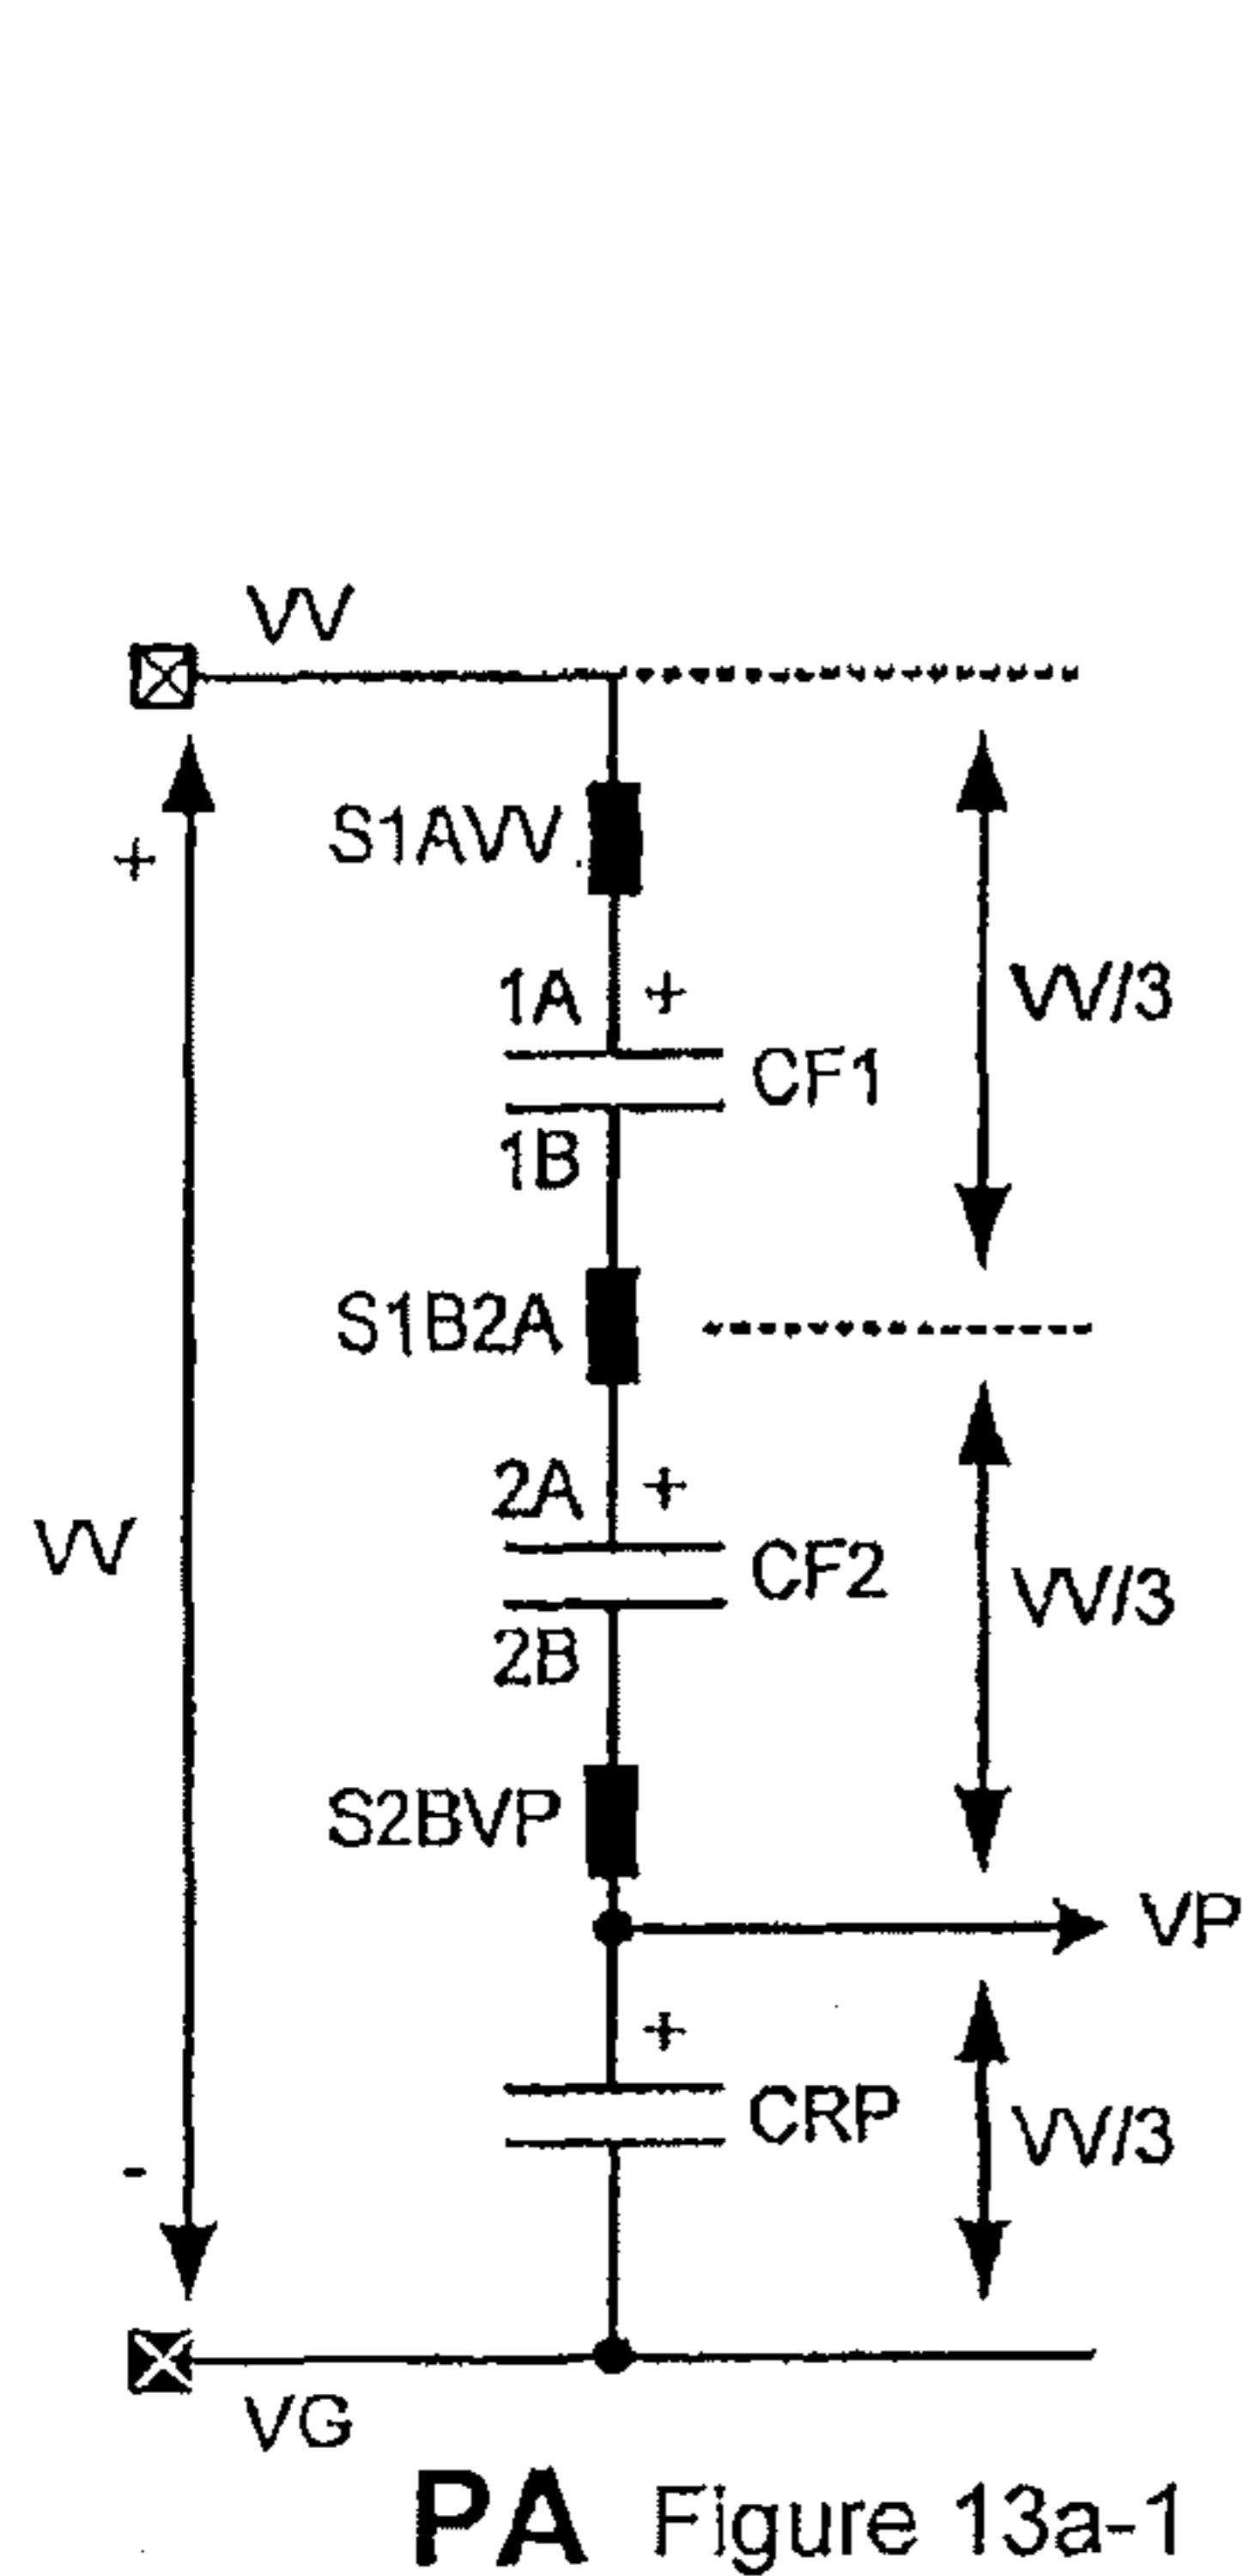 VV
S1AVV
+
1A +
VV/3
CF1
1B
S1B2A
2A +
VV
CF2
VV/3
2B
S2BVP
VP
+
-
CRP
VV/3
VG
PA Figure 13a-1